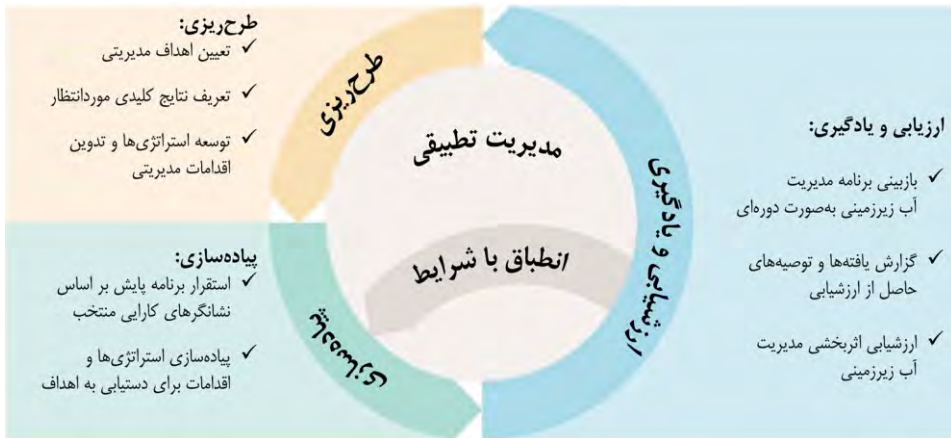 طرح‌ریزی:
✓ تعیین اهداف مدیریتی
✓ تعریف نتایج کلیدی موردانتظار
✓ توسعه استراتژی‌ها و تدوین
اقدامات مدیریتی
پیاده‌سازی:
✓ استقرار برنامه پایش بر اساس
نشانگرهای کارایی منتخب
✓ پیاده‌سازی استراتژی‌ها و
اقدامات برای دستیابی به اهداف
طرح‌ریزی
مدیریت تطبیقی
انطباق با شرایط
پیاده‌سازی
ارزشیابی و یادگیری
ارزیابی و یادگیری:
✓ بازبینی برنامه مدیریت
آب زیرزمینی به‌صورت دوره‌ای
✓ گزارش یافته‌ها و توصیه‌های
حاصل از ارزشیابی
✓ ارزشیابی اثربخشی مدیریت
آب زیرزمینی